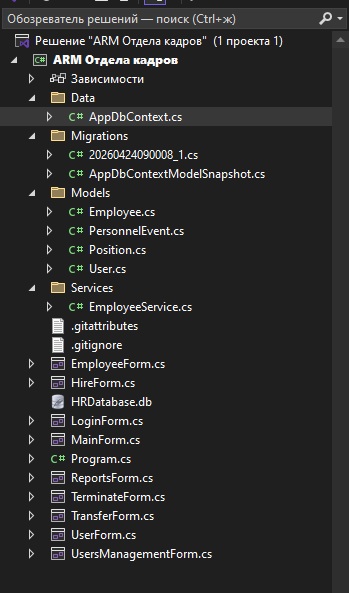 Обозреватель решений — поиск (Ctrl+ж)
Решение "ARM Отдела кадров" (1 проекта 1)
C# ARM Отдела кадров
Зависимости
Data
C# AppDbContext.cs
Migrations
C# 20260424090008_1.cs
C# AppDbContextModelSnapshot.cs
Models
C# Employee.cs
C# PersonnelEvent.cs
C# Position.cs
C# User.cs
Services
C# EmployeeService.cs
.gitattributes
.gitignore
EmployeeForm.cs
HireForm.cs
HRDatabase.db
LoginForm.cs
MainForm.cs
C# Program.cs
ReportsForm.cs
TerminateForm.cs
TransferForm.cs
UserForm.cs
UsersManagementForm.cs